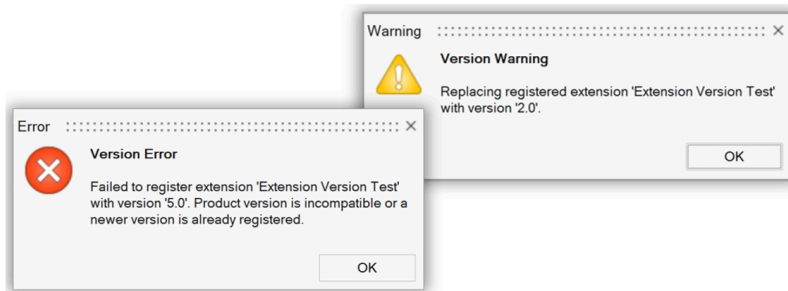 Warning
Version Warning
Replacing registered extension 'Extension Version Test'
with version '2.0'.
OK
Error
Version Error
Failed to register extension 'Extension Version Test'
with version '5.0'. Product version is incompatible or a
newer version is already registered.
OK